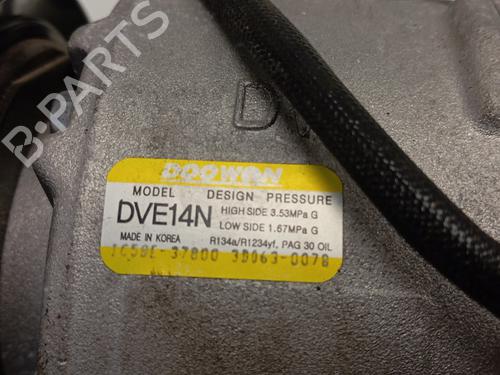 B-PARTS
D
DOOWON
MODEL DESIGN PRESSURE
DVE14N HIGH SIDE 3.53MPa G
LOW SIDE 1.67MPa G
MADE IN KOREA R134a/R1234yf, PAG 30 OIL